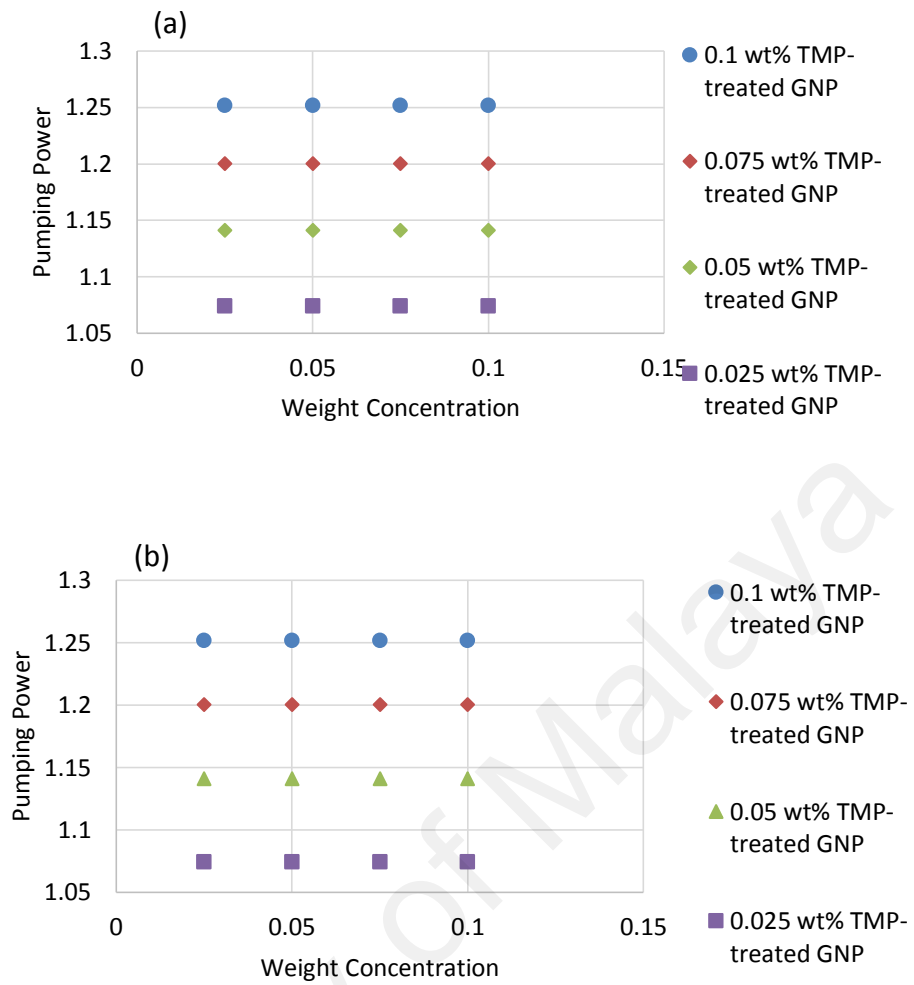 (a)
1.3
1.25
1.2
1.15
1.1
1.05
0
0.05
0.1
0.15
Pumping Power
Weight Concentration
0.1 wt% TMP-
treated GNP
0.075 wt% TMP-
treated GNP
0.05 wt% TMP-
treated GNP
0.025 wt% TMP-
treated GNP
(b)
1.3
1.25
1.2
1.15
1.1
1.05
0
0.05
0.1
0.15
Pumping Power
Weight Concentration
0.1 wt% TMP-
treated GNP
0.075 wt% TMP-
treated GNP
0.05 wt% TMP-
treated GNP
0.025 wt% TMP-
treated GNP
of Malaya